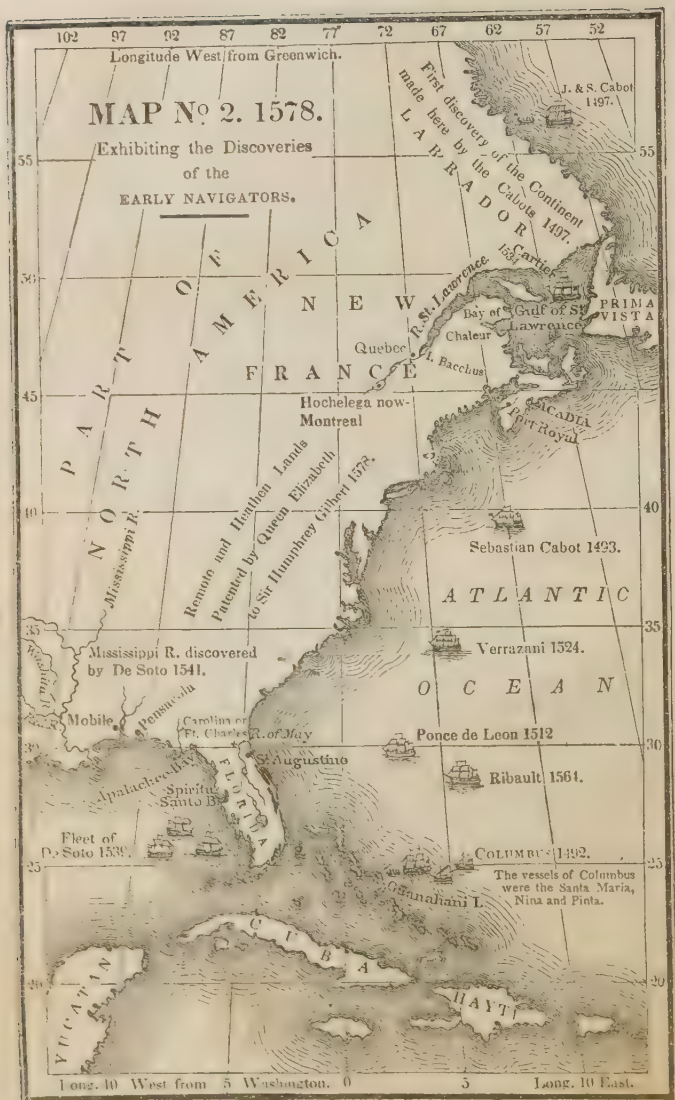 102 97 92 87 82 77 72 67 62 57 52
Longitude West from Greenwich.
MAP No 2. 1578.
Exhibiting the Discoveries
of the
EARLY NAVIGATORS.
J. & S. Cabot
1497.
First discovery of the Continent
made here by the Cabots 1497.
LABRADOR
55
55
PART OF
NORTH AMERICA
50
Cartier
1534
NEW
FRANCE
R. St. Lawrence
Bay of
Chaleur
Gulf of St
Lawrence
PRIMA
VISTA
Quebec
I. Bacchus
45
Hochelega now
Montreal
ACADIA
Port Royal
Remote and Heathen Lands
Patented by Queen Elizabeth
to Sir Humphrey Gilbert 1578.
40
40
Sebastian Cabot 1493.
Mississippi R.
ATLANTIC
OCEAN
35
35
Mississippi R. discovered
by De Soto 1541.
Verrazani 1524.
Mobile
Pensacola
Carolina or
Ft. Charles
R. of May
Ponce de Leon 1512
30
30
St Augustino
Apalachee Bay
Spiritu
Santo B.
FLORIDA
Ribault 1564.
Fleet of
De Soto 1539.
25
25
COLUMBUS 1492.
The vessels of Columbus
were the Santa Maria,
Nina and Pinta.
Guanahani I.
CUBA
YUCATAN
20
20
HAYTI
Long. 10 West from 5 Washington. 0 5 Long. 10 East.